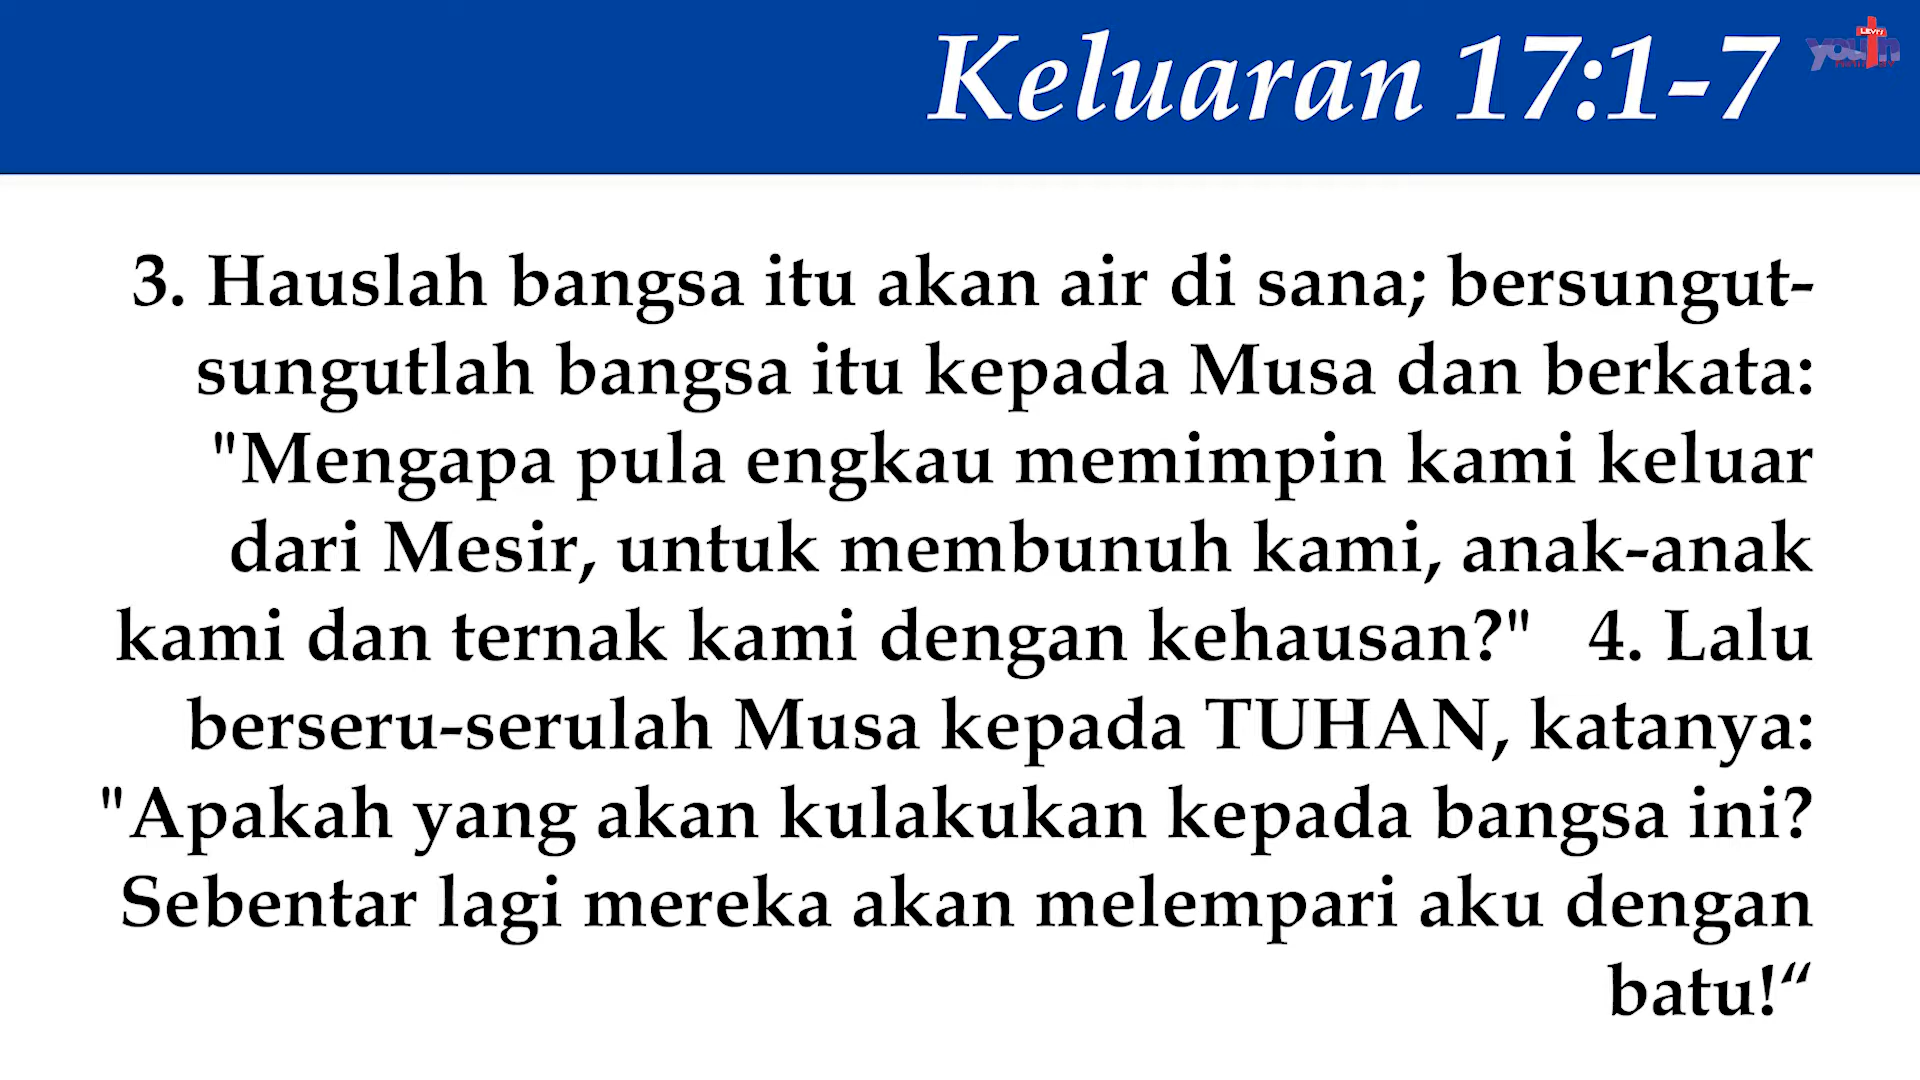 Keluaran 17:1-7
LEVI
youth
3. Hauslah bangsa itu akan air di sana; bersungut-
sungutlah bangsa itu kepada Musa dan berkata:
"Mengapa pula engkau memimpin kami keluar
dari Mesir, untuk membunuh kami, anak-anak
kami dan ternak kami dengan kehausan?" 4. Lalu
berseru-serulah Musa kepada TUHAN, katanya:
"Apakah yang akan kulakukan kepada bangsa ini?
Sebentar lagi mereka akan melempari aku dengan
batu!“